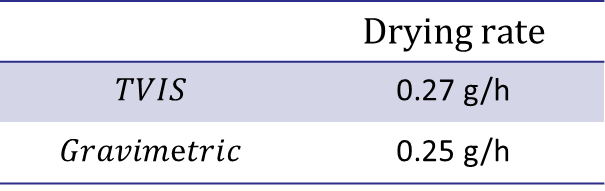 Drying rate
TVIS 0.27 g/h
Gravimetric 0.25 g/h